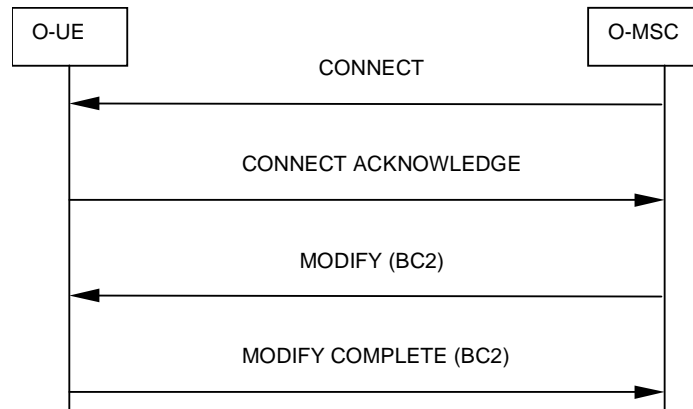 O-UE
O-MSC
CONNECT
CONNECT ACKNOWLEDGE
MODIFY (BC2)
MODIFY COMPLETE (BC2)